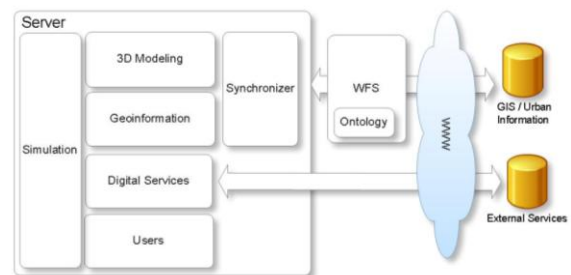 Server
Simulation
3D Modeling
Geoinformation
Digital Services
Users
Synchronizer
WFS
Ontology
WWW
GIS / Urban
Information
External Services